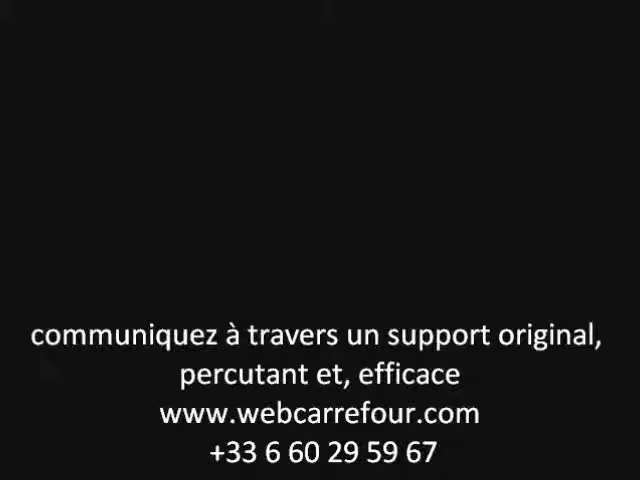 communiquez à travers un support original,
percutant et, efficace
www.webcarrefour.com
+33 6 60 29 59 67